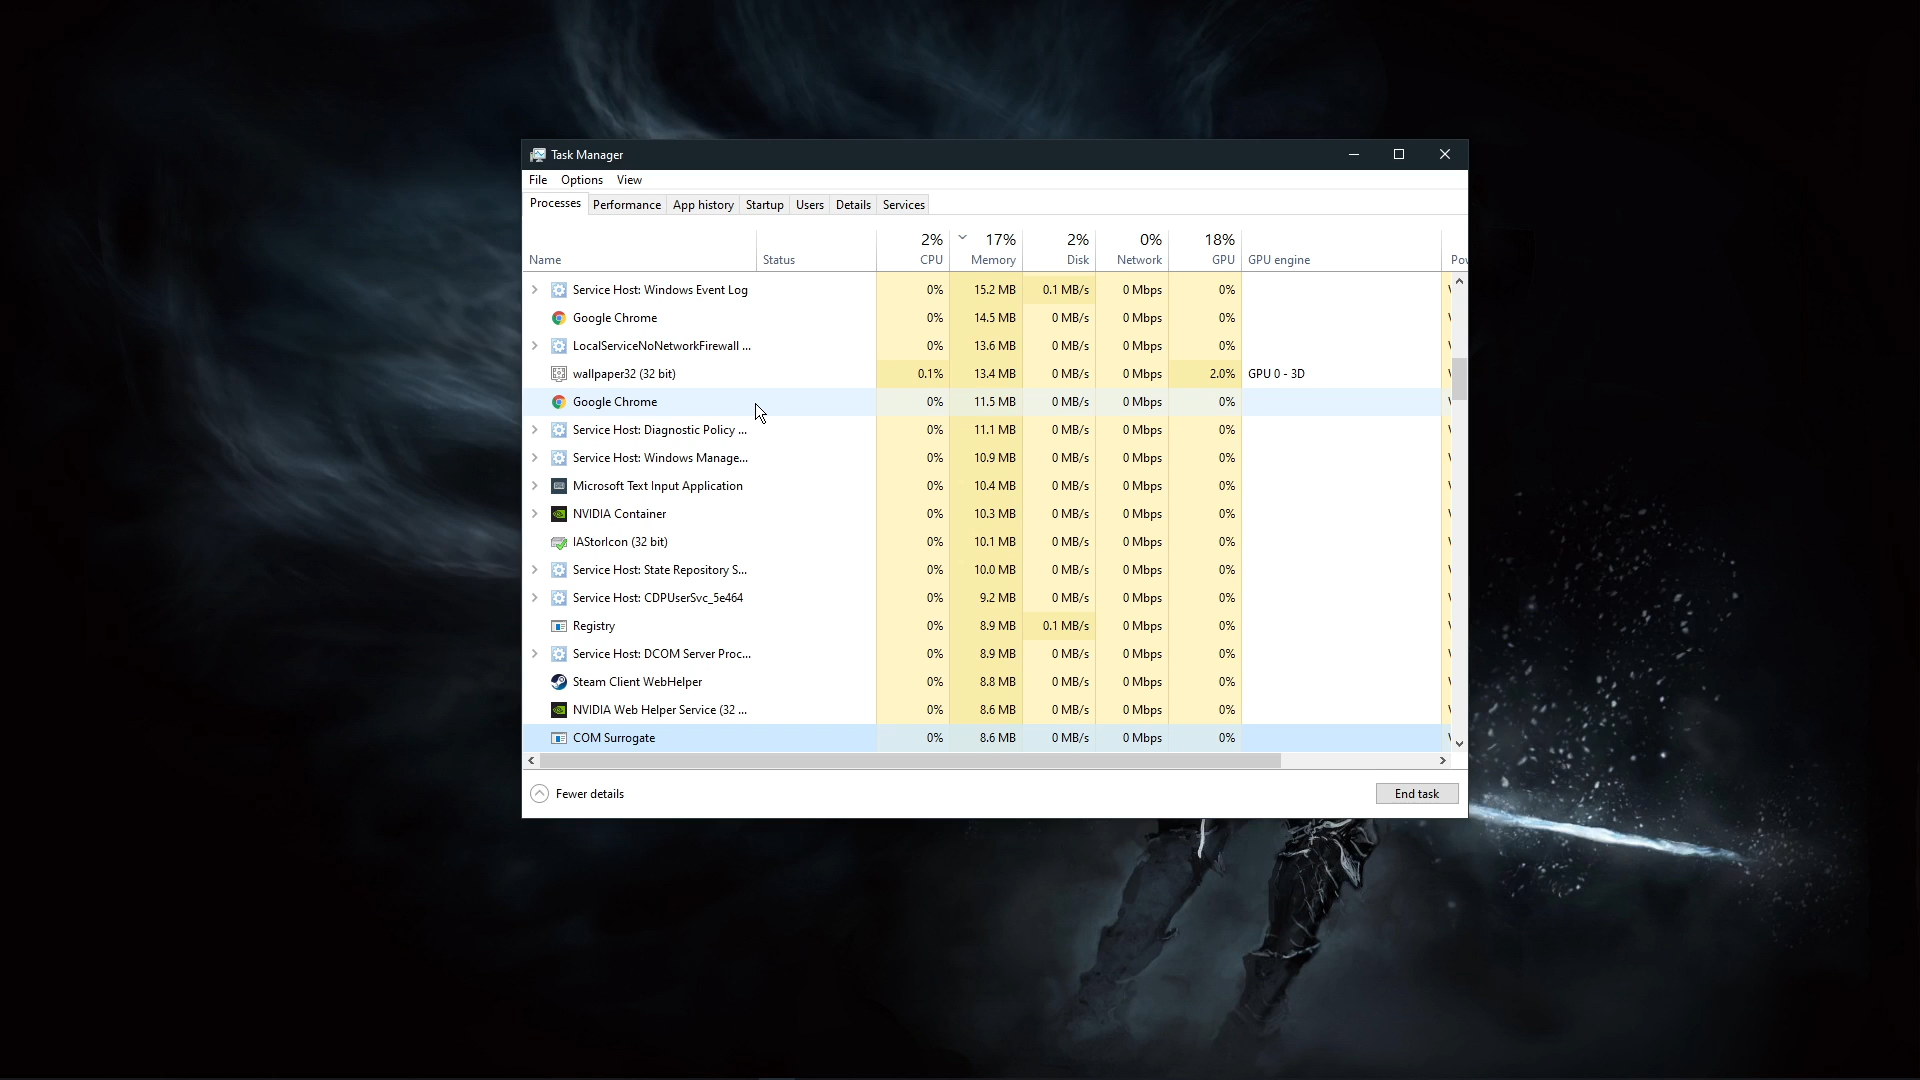 Task Manager
File Options View
Processes Performance App history Startup Users Details Services
2% 17% 2% 0% 18%
Name Status CPU Memory Disk Network GPU GPU engine
Service Host: Windows Event Log 0% 15.2 MB 0.1 MB/s 0 Mbps 0%
Google Chrome 0% 14.5 MB 0 MB/s 0 Mbps 0%
LocalServiceNoNetworkFirewall ... 0% 13.6 MB 0 MB/s 0 Mbps 0%
wallpaper32 (32 bit) 0.1% 13.4 MB 0 MB/s 0 Mbps 2.0% GPU 0 - 3D
Google Chrome 0% 11.5 MB 0 MB/s 0 Mbps 0%
Service Host: Diagnostic Policy ... 0% 11.1 MB 0 MB/s 0 Mbps 0%
Service Host: Windows Manage... 0% 10.9 MB 0 MB/s 0 Mbps 0%
Microsoft Text Input Application 0% 10.4 MB 0 MB/s 0 Mbps 0%
NVIDIA Container 0% 10.3 MB 0 MB/s 0 Mbps 0%
IAStorIcon (32 bit) 0% 10.1 MB 0 MB/s 0 Mbps 0%
Service Host: State Repository S... 0% 10.0 MB 0 MB/s 0 Mbps 0%
Service Host: CDPUserSvc_5e464 0% 9.2 MB 0 MB/s 0 Mbps 0%
Registry 0% 8.9 MB 0.1 MB/s 0 Mbps 0%
Service Host: DCOM Server Proc... 0% 8.9 MB 0 MB/s 0 Mbps 0%
Steam Client WebHelper 0% 8.8 MB 0 MB/s 0 Mbps 0%
NVIDIA Web Helper Service (32 ... 0% 8.6 MB 0 MB/s 0 Mbps 0%
COM Surrogate 0% 8.6 MB 0 MB/s 0 Mbps 0%
Fewer details End task